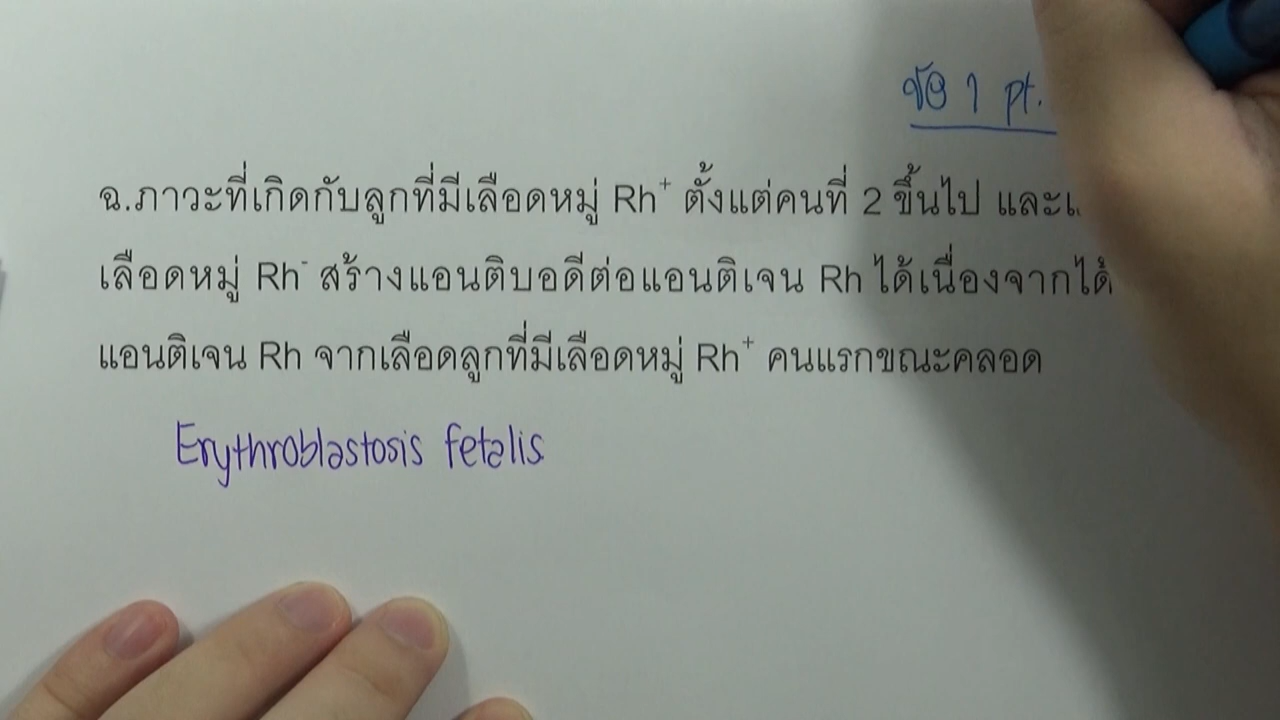 ข้อ 1 pt.
ฉ.ภาวะที่เกิดกับลูกที่มีเลือดหมู่ Rh⁺ ตั้งแต่คนที่ 2 ขึ้นไป และ
เลือดหมู่ Rh⁻ สร้างแอนติบอดีต่อแอนติเจน Rh ได้เนื่องจากได้
แอนติเจน Rh จากเลือดลูกที่มีเลือดหมู่ Rh⁺ คนแรกขณะคลอด
Erythroblastosis fetalis